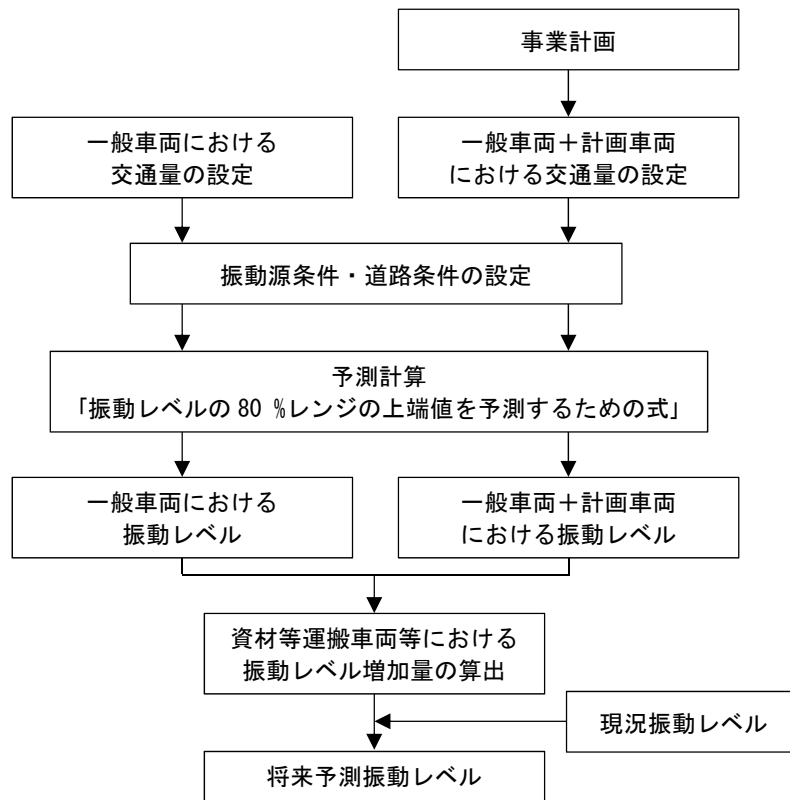 事業計画
一般車両における
交通量の設定
一般車両＋計画車両
における交通量の設定
振動源条件・道路条件の設定
予測計算
「振動レベルの 80 %レンジの上端値を予測するための式」
一般車両における
振動レベル
一般車両＋計画車両
における振動レベル
資材等運搬車両等における
振動レベル増加量の算出
現況振動レベル
将来予測振動レベル